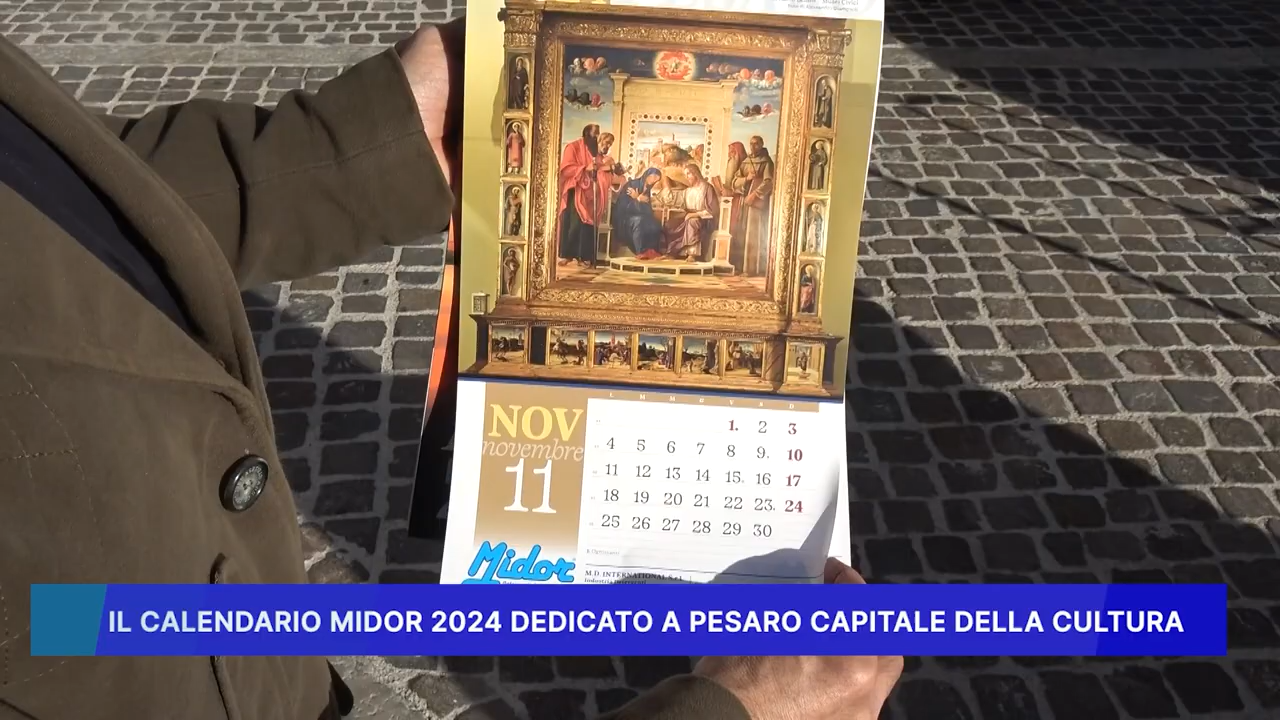 L M M G V S D
NOV
novembre
11
1. 2 3
4 5 6 7 8 9. 10
11 12 13 14 15. 16 17
18 19 20 21 22 23. 24
25 26 27 28 29 30
Midor
M.D. INTERNATIONAL S.r.l.
IL CALENDARIO MIDOR 2024 DEDICATO A PESARO CAPITALE DELLA CULTURA